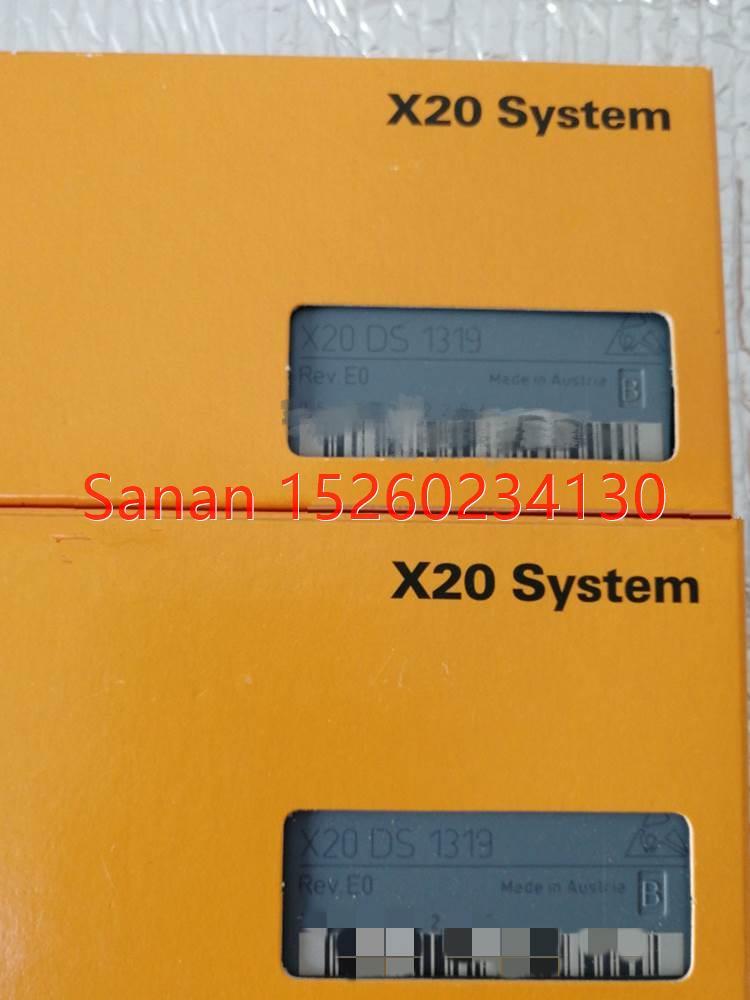 X20 System
X20 DS 1319
Rev. E0
Made in Austria
B
Sanan 15260234130
X20 System
X20 DS 1319
Rev. E0
Made in Austria
B